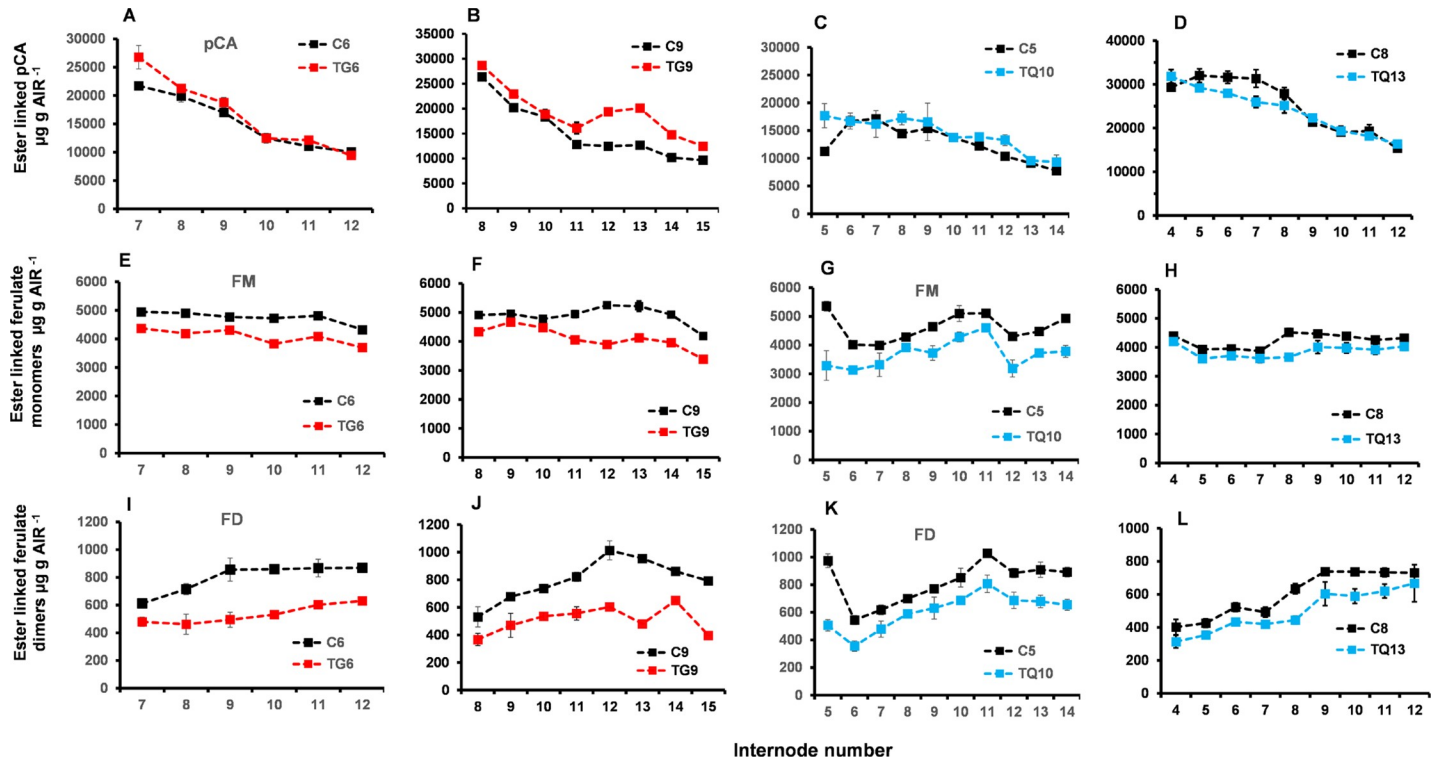 A
Ester linked pCA
µg g AIR ⁻¹
30000
25000
20000
15000
10000
5000
0
pCA
C6
TG6
7 8 9 10 11 12
B
35000
30000
25000
20000
15000
10000
5000
0
C9
TG9
8 9 10 11 12 13 14 15
C
30000
25000
20000
15000
10000
5000
0
C5
TQ10
5 6 7 8 9 10 11 12 13 14
D
40000
30000
20000
10000
0
C8
TQ13
4 5 6 7 8 9 10 11 12
E
Ester linked ferulate
monomers µg g AIR ⁻¹
6000
5000
4000
3000
2000
1000
0
FM
C6
TG6
7 8 9 10 11 12
F
6000
5000
4000
3000
2000
1000
0
C9
TG9
8 9 10 11 12 13 14 15
G
6000
5000
4000
3000
2000
1000
0
FM
C5
TQ10
5 6 7 8 9 10 11 12 13 14
H
6000
5000
4000
3000
2000
1000
0
C8
TQ13
4 5 6 7 8 9 10 11 12
I
Ester linked ferulate
dimers µg g AIR ⁻¹
1200
1000
800
600
400
200
0
FD
C6
TG6
7 8 9 10 11 12
J
1200
1000
800
600
400
200
0
C9
TG9
8 9 10 11 12 13 14 15
K
1200
1000
800
600
400
200
0
FD
C5
TQ10
5 6 7 8 9 10 11 12 13 14
L
1000
800
600
400
200
0
C8
TQ13
4 5 6 7 8 9 10 11 12
Internode number